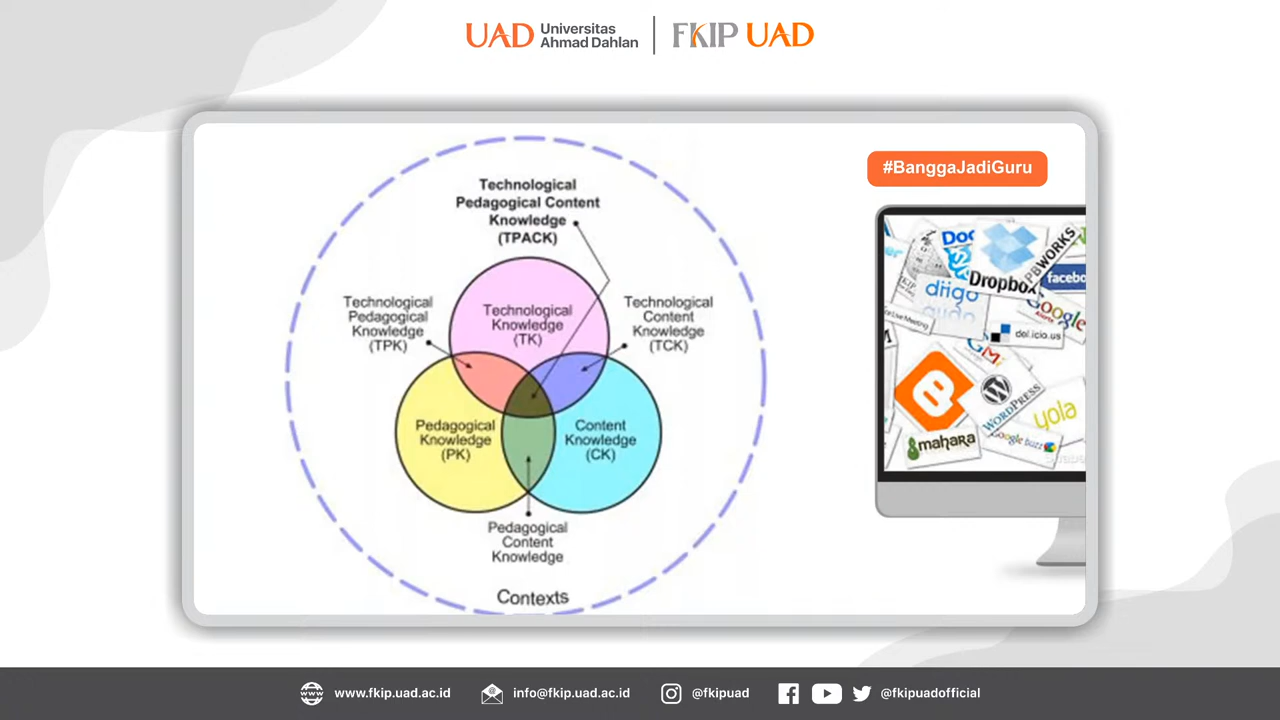 UAD Universitas
Ahmad Dahlan
FKIP UAD
#BanggaJadiGuru
Technological
Pedagogical Content
Knowledge
(TPACK)
Technological
Pedagogical
Knowledge
(TPK)
Technological
Knowledge
(TK)
Technological
Content
Knowledge
(TCK)
Pedagogical
Knowledge
(PK)
Content
Knowledge
(CK)
Pedagogical
Content
Knowledge
Contexts
Dropbox
PBWORKS
facebo
diigo
Google
Live Meeting
del.icio.us
WORDPRESS
yola
mahara
Google buzz
www.fkip.uad.ac.id
info@fkip.uad.ac.id
@fkipuad
@fkipuadofficial